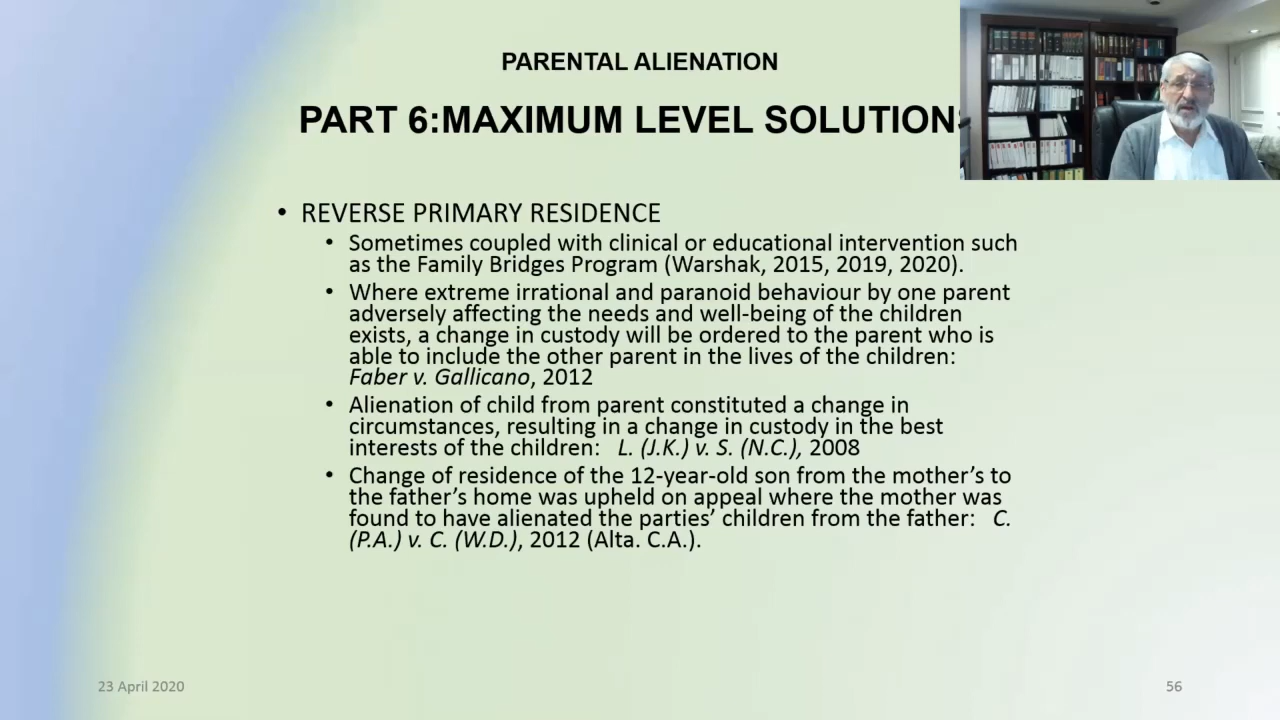 PARENTAL ALIENATION
PART 6:MAXIMUM LEVEL SOLUTIONS
• REVERSE PRIMARY RESIDENCE
• Sometimes coupled with clinical or educational intervention such
as the Family Bridges Program (Warshak, 2015, 2019, 2020).
• Where extreme irrational and paranoid behaviour by one parent
adversely affecting the needs and well-being of the children
exists, a change in custody will be ordered to the parent who is
able to include the other parent in the lives of the children:
Faber v. Gallicano, 2012
• Alienation of child from parent constituted a change in
circumstances, resulting in a change in custody in the best
interests of the children: L. (J.K.) v. S. (N.C.), 2008
• Change of residence of the 12-year-old son from the mother’s to
the father’s home was upheld on appeal where the mother was
found to have alienated the parties’ children from the father: C.
(P.A.) v. C. (W.D.), 2012 (Alta. C.A.).
23 April 2020
56